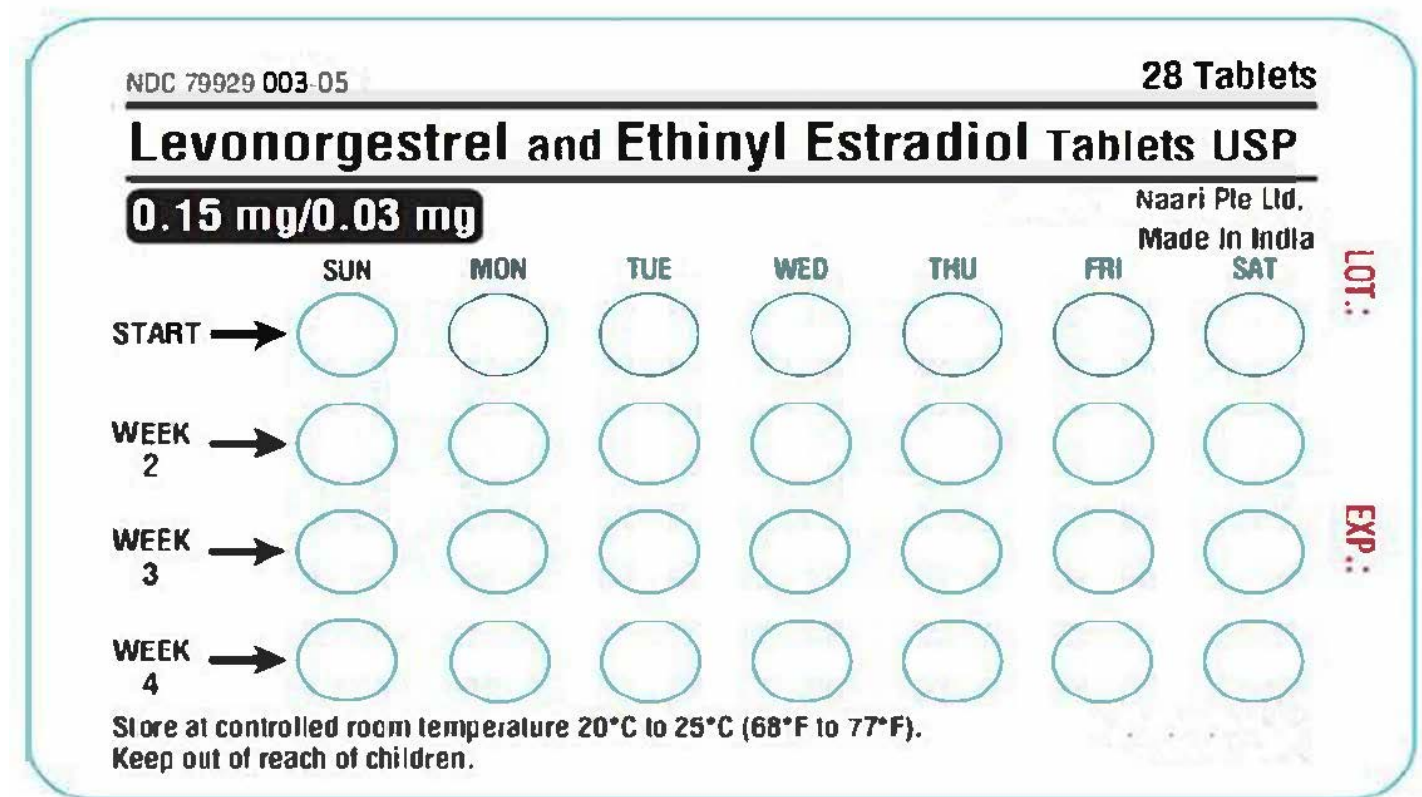 NDC 79929 003-05
28 Tablets
Levonorgestrel and Ethinyl Estradiol Tablets USP
0.15 mg/0.03 mg
Naari Pte Ltd.
Made in India
SUN MON TUE WED THU FRI SAT
START
WEEK
2
WEEK
3
WEEK
4
LOT.:
EXP.:
Store at controlled room temperature 20°C to 25°C (68°F to 77°F).
Keep out of reach of children.